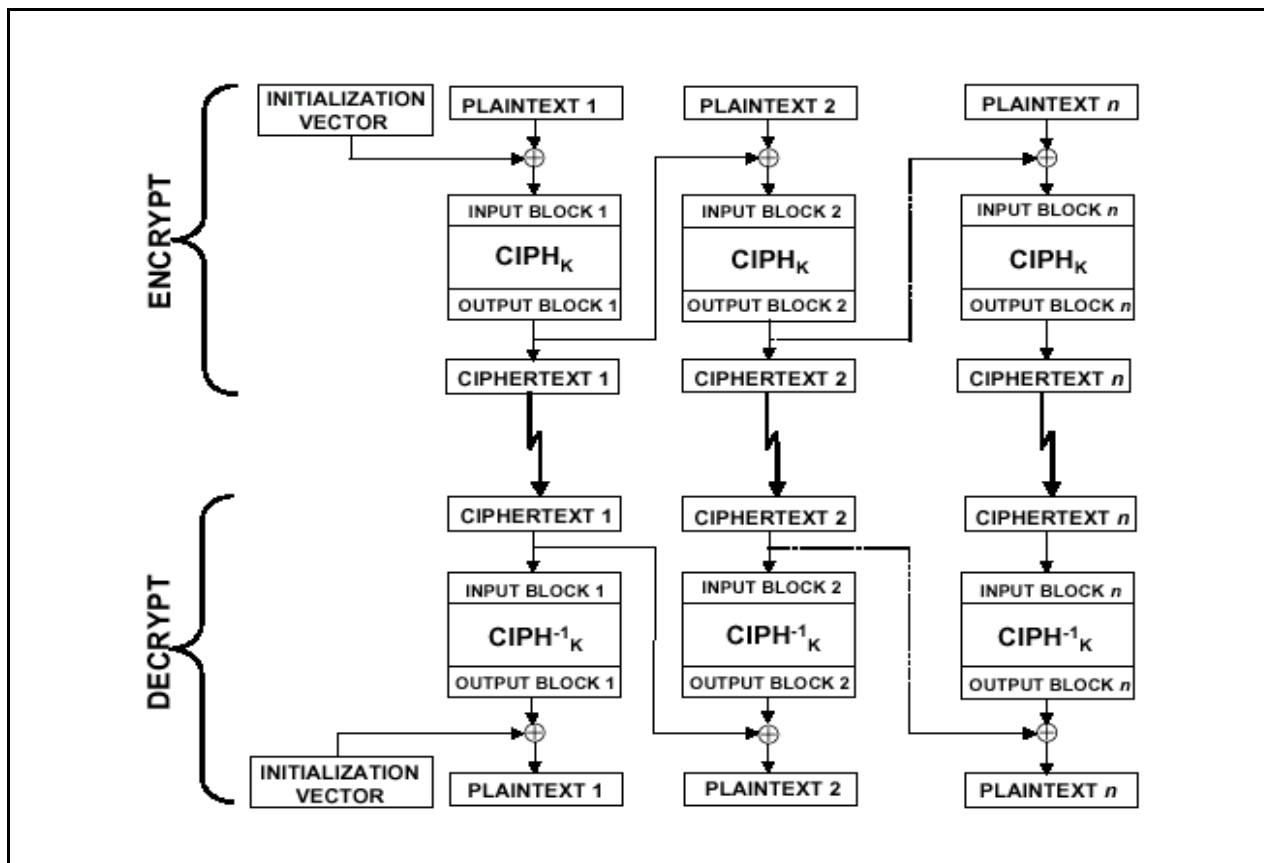 ENCRYPT
INITIALIZATION
VECTOR
PLAINTEXT 1
PLAINTEXT 2
PLAINTEXT n
INPUT BLOCK 1
INPUT BLOCK 2
INPUT BLOCK n
CIPHK
CIPHK
CIPHK
OUTPUT BLOCK 1
OUTPUT BLOCK 2
OUTPUT BLOCK n
CIPHERTEXT 1
CIPHERTEXT 2
CIPHERTEXT n
DECRYPT
CIPHERTEXT 1
CIPHERTEXT 2
CIPHERTEXT n
INPUT BLOCK 1
INPUT BLOCK 2
INPUT BLOCK n
CIPH-1K
CIPH-1K
CIPH-1K
OUTPUT BLOCK 1
OUTPUT BLOCK 2
OUTPUT BLOCK n
INITIALIZATION
VECTOR
PLAINTEXT 1
PLAINTEXT 2
PLAINTEXT n